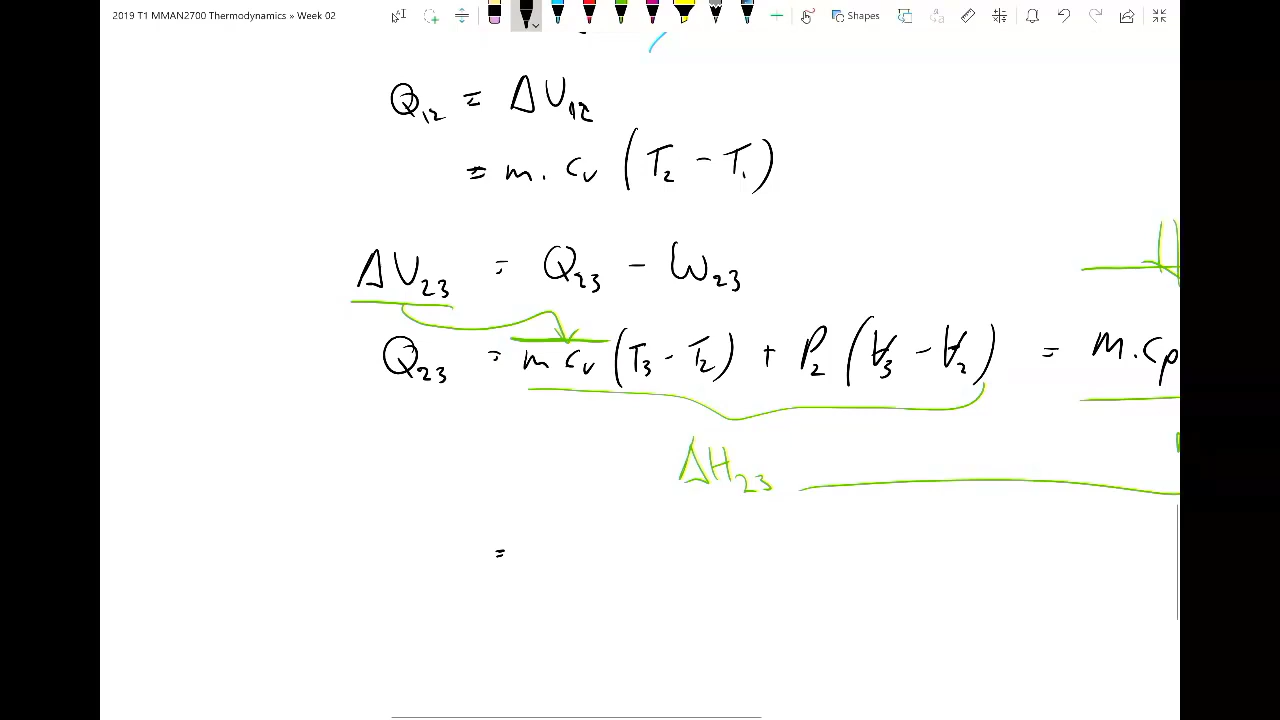 2019 T1 MMAN2700 Thermodynamics » Week 02
Shapes
Q₁₂ = ΔU₁₂
= m. cᵥ (T₂ - T₁)
ΔU₂₃ = Q₂₃ - W₂₃
Q₂₃ = m cᵥ (T₃ - T₂) + P₂ (V₃ - V₂) = m.cₚ
ΔH₂₃
=